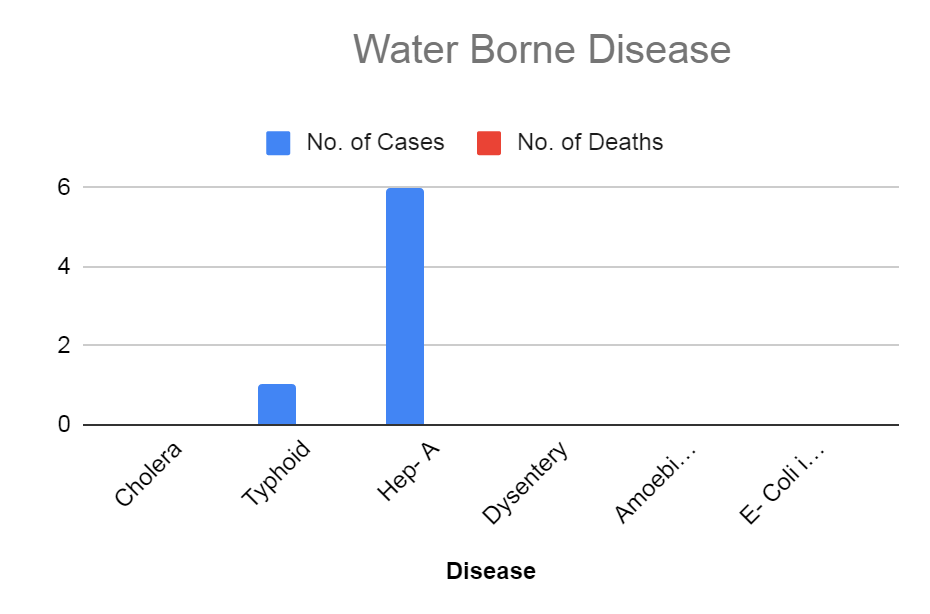 Water Borne Disease
No. of Cases No. of Deaths
6
4
2
0
Cholera
Typhoid
Hep- A
Dysentery
Amoebi...
E- Coli i...
Disease